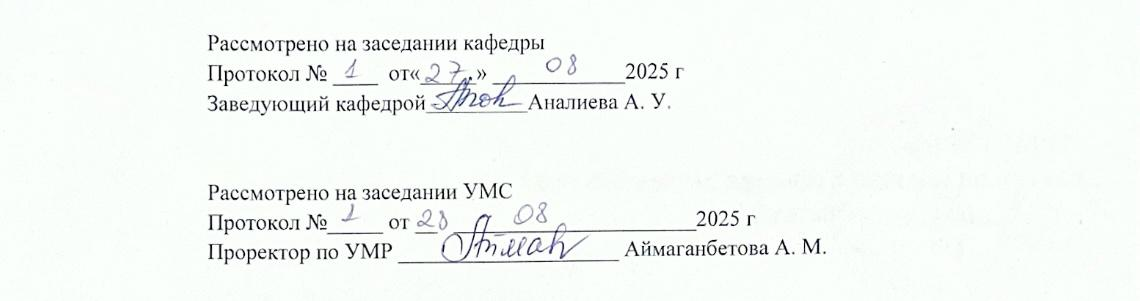 Рассмотрено на заседании кафедры
Протокол № 1 от«27» 08 2025 г
Заведующий кафедрой Аналиева А. У.
Рассмотрено на заседании УМС
Протокол № 1 от 28 08 2025 г
Проректор по УМР Аймаганбетова А. М.